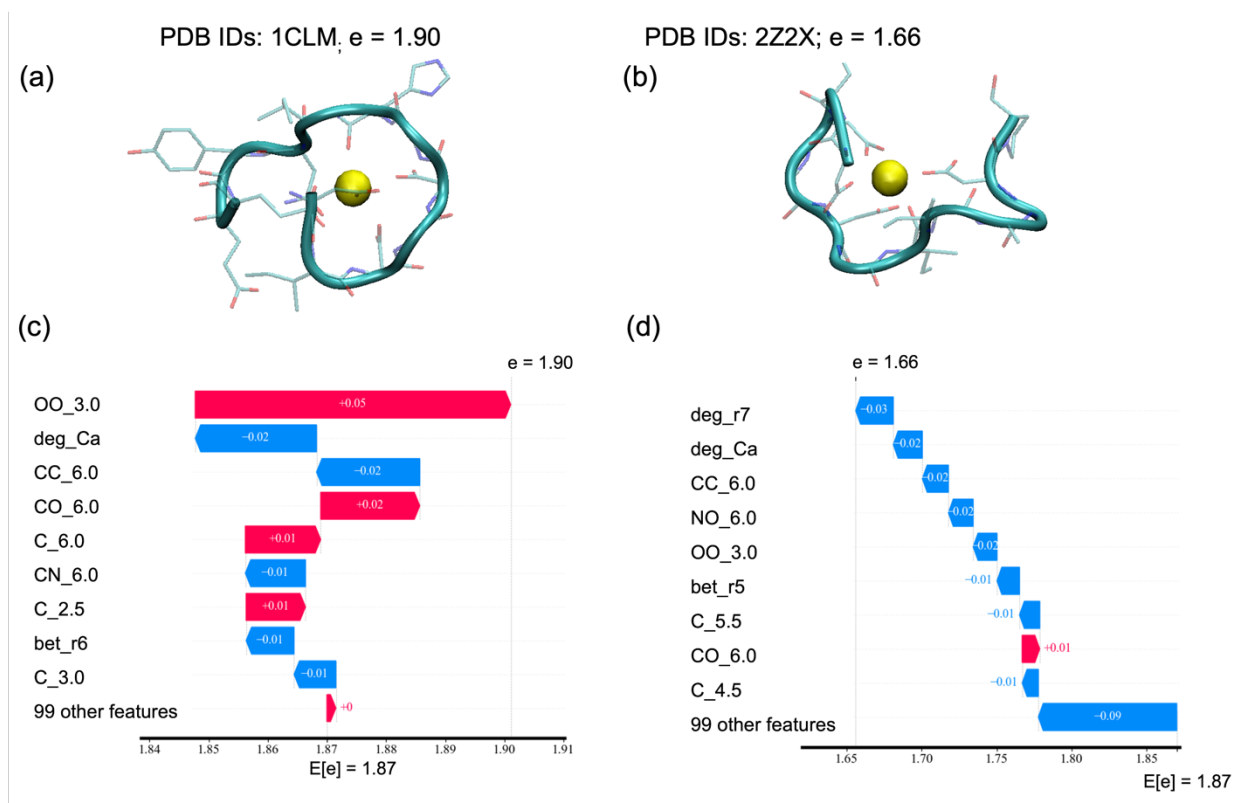 PDB IDs: 1CLM; e = 1.90
PDB IDs: 2Z2X; e = 1.66
(a)
(b)
(c)
e = 1.90
OO_3.0
+0.05
deg_Ca
−0.02
CC_6.0
−0.02
CO_6.0
+0.02
C_6.0
+0.01
CN_6.0
−0.01
C_2.5
+0.01
bet_r6
−0.01
C_3.0
−0.01
99 other features
+0
1.84 1.85 1.86 1.87 1.88 1.89 1.90 1.91
E[e] = 1.87
(d)
e = 1.66
deg_r7
−0.03
deg_Ca
−0.02
CC_6.0
−0.02
NO_6.0
−0.02
OO_3.0
−0.02
bet_r5
−0.01
C_5.5
−0.01
CO_6.0
+0.01
C_4.5
−0.01
99 other features
−0.09
1.65 1.70 1.75 1.80 1.85
E[e] = 1.87